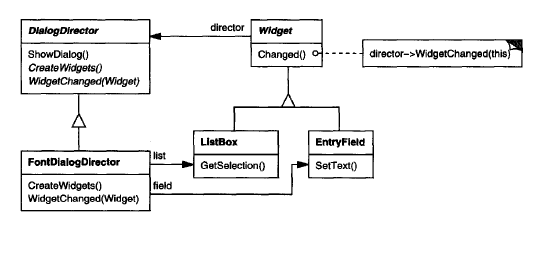 DialogDirector
ShowDialog()
CreateWidgets()
WidgetChanged(Widget)
director
Widget
Changed()
director->WidgetChanged(this)
ListBox
GetSelection()
EntryField
SetText()
FontDialogDirector
CreateWidgets()
WidgetChanged(Widget)
list
field